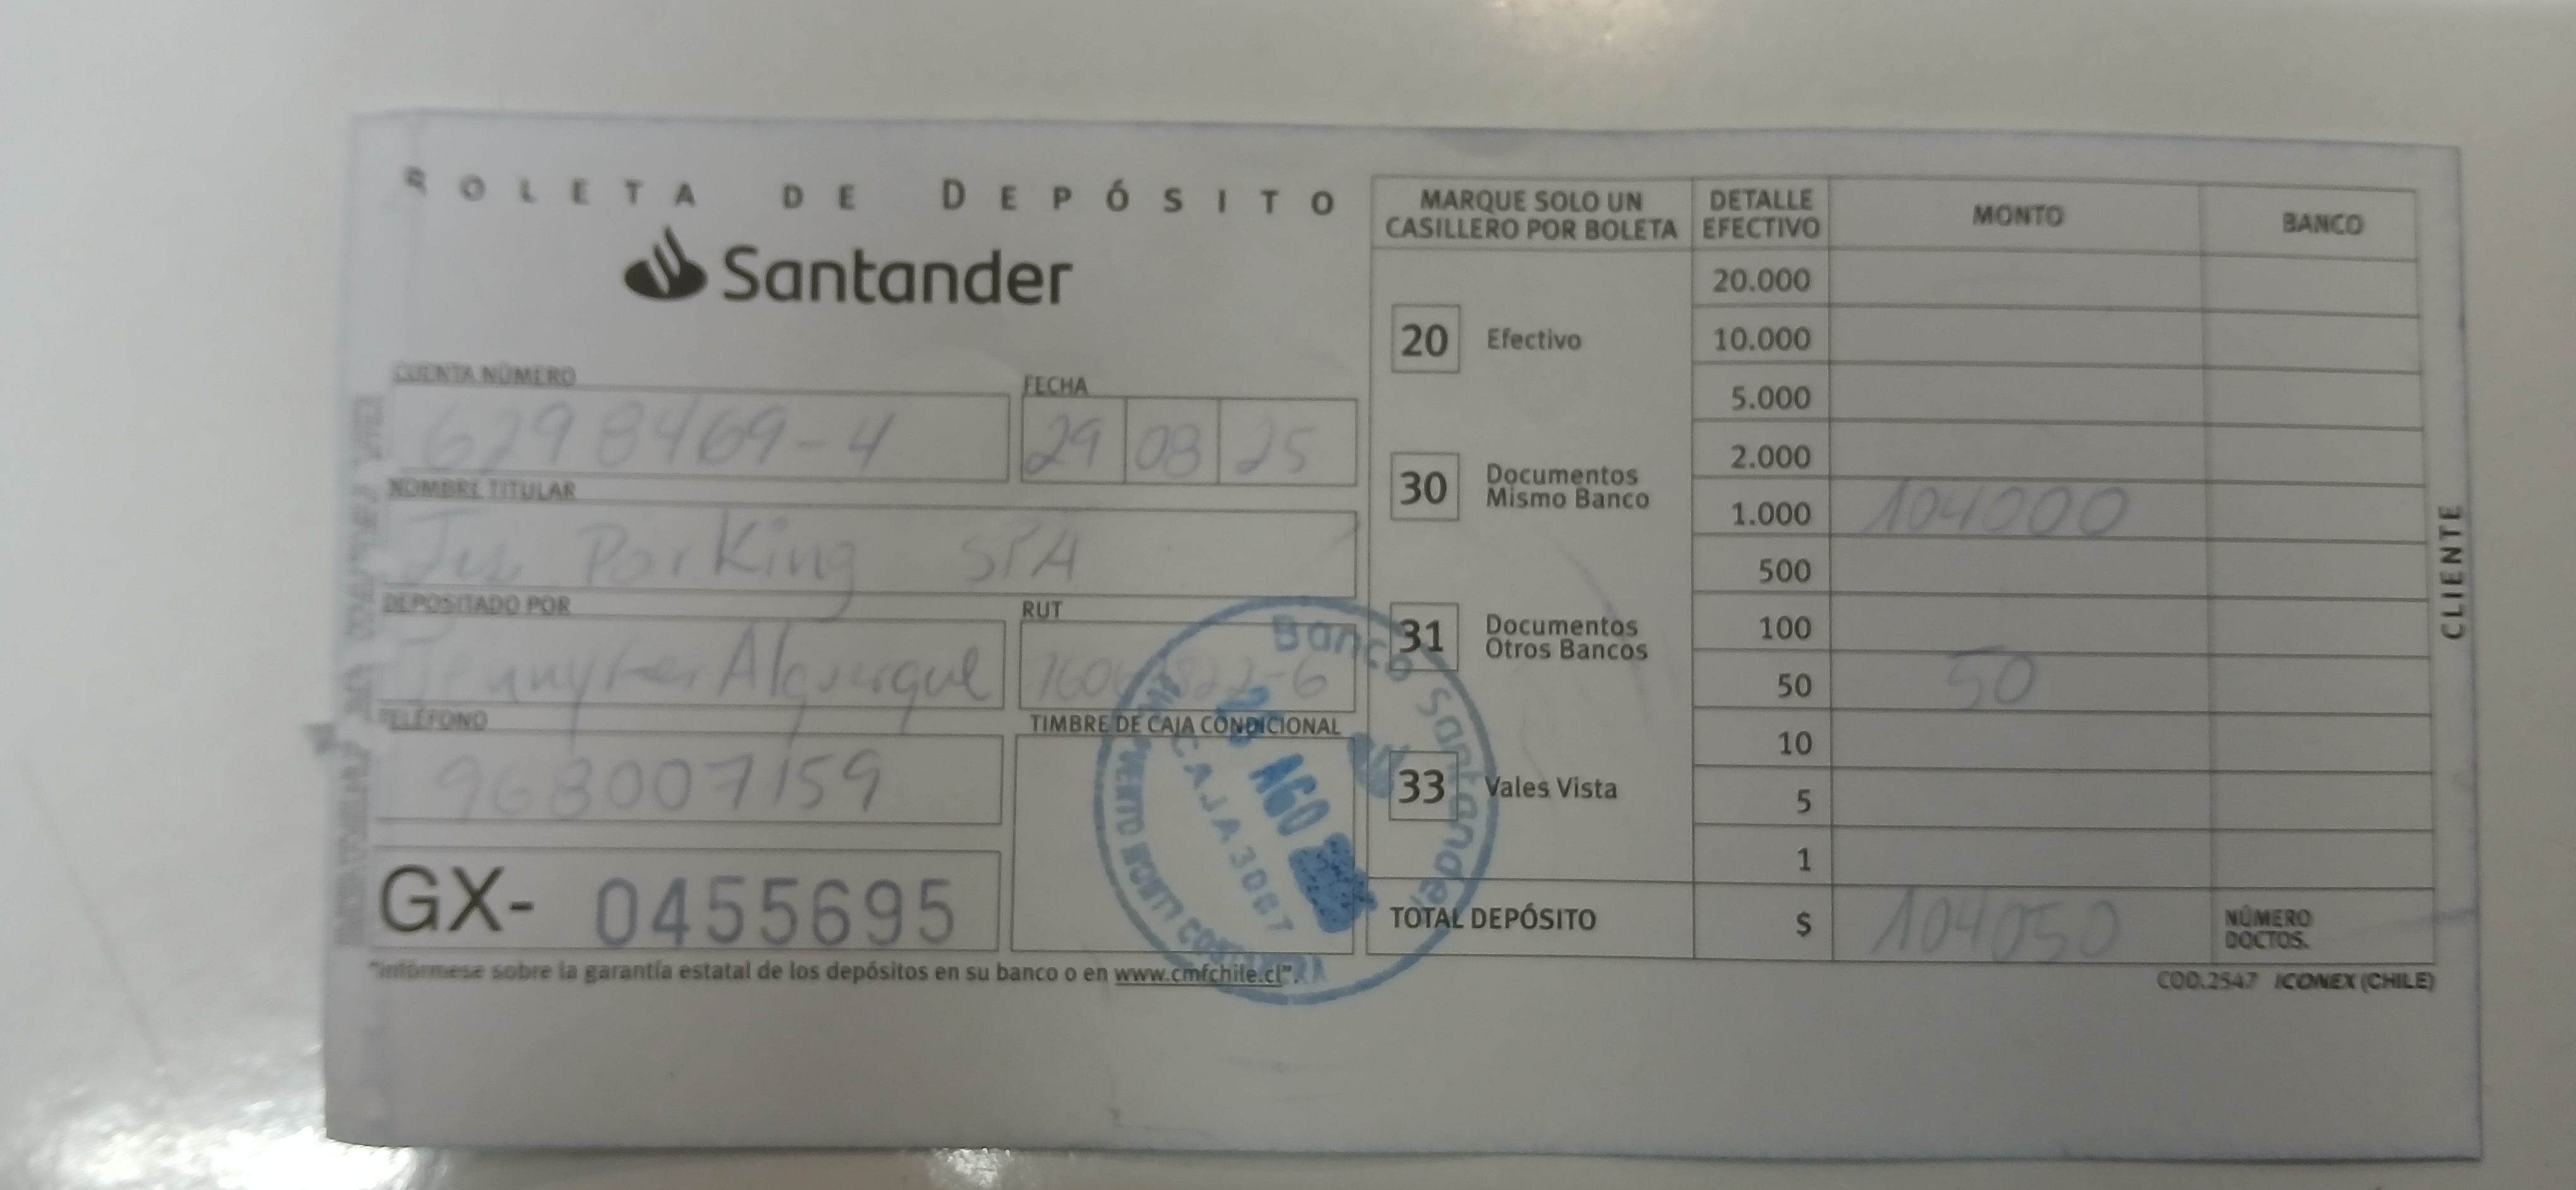 BOLETA DE DEPÓSITO
Santander
CUENTA NÚMERO
6298469-4
FECHA
29 08 25
NOMBRE TITULAR
Parking SPA
DEPOSITADO POR
Jennyfer Alburquque
RUT
-6
TELÉFONO
968007159
TIMBRE DE CAJA CONDICIONAL
GX- 0455695
"Infórmese sobre la garantía estatal de los depósitos en su banco o en www.cmfchile.cl".
MARQUE SOLO UN
CASILLERO POR BOLETA
20 Efectivo
30 Documentos
Mismo Banco
31 Documentos
Otros Bancos
33 Vales Vista
TOTAL DEPÓSITO
DETALLE
EFECTIVO
MONTO
BANCO
20.000
10.000
5.000
2.000
1.000 104000
500
100
50 50
10
5
1
$ 104050
NÚMERO
DOCTOS.
COD.2547 ICONEX (CHILE)
CLIENTE
Banco Santander
AGO
CAJA 3